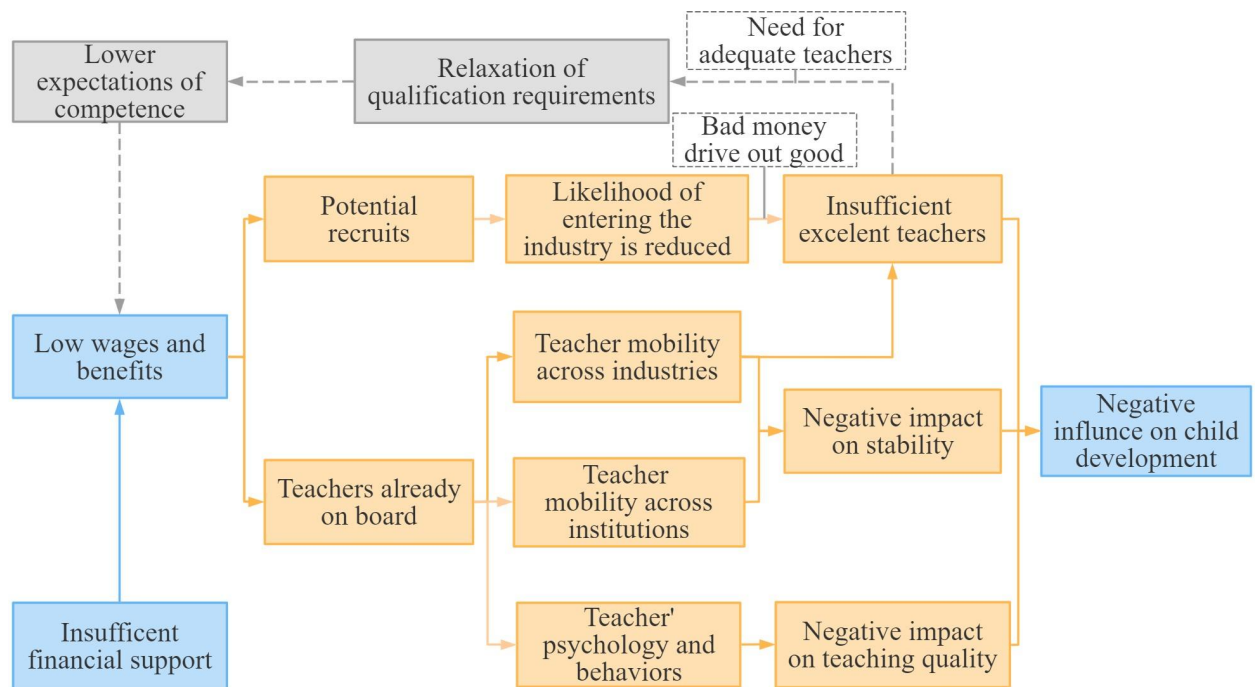 Lower
expectations of
competence
Relaxation of
qualification requirements
Need for
adequate teachers
Bad money
drive out good
Potential
recruits
Likelihood of
entering the
industry is reduced
Insufficient
excelent teachers
Low wages and
benefits
Teacher mobility
across industries
Negative impact
on stability
Negative
influnce on child
development
Teachers already
on board
Teacher
mobility across
institutions
Insufficent
financial support
Teacher'
psychology and
behaviors
Negative impact
on teaching quality